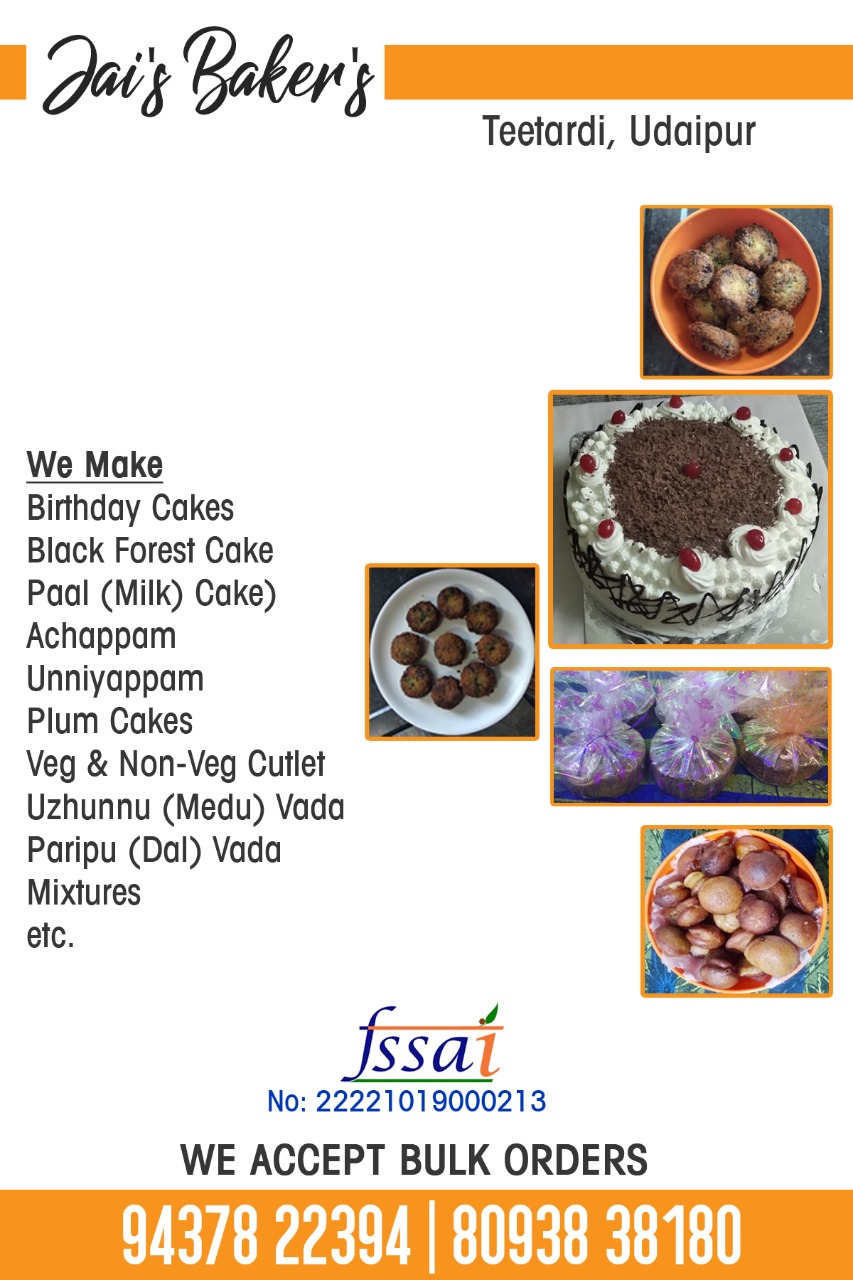 Jai's Baker's
Teetardi, Udaipur
We Make
Birthday Cakes
Black Forest Cake
Paal (Milk) Cake)
Achappam
Unniyappam
Plum Cakes
Veg & Non-Veg Cutlet
Uzhunnu (Medu) Vada
Paripu (Dal) Vada
Mixtures
etc.
fssai
No: 22221019000213
WE ACCEPT BULK ORDERS
94378 22394 | 80938 38180